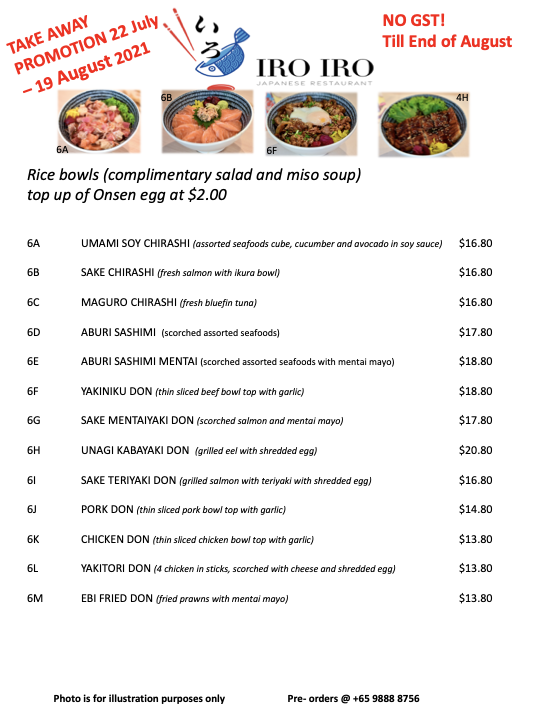 TAKE AWAY
PROMOTION 22 July
– 19 August 2021
いろ
IRO IRO
JAPANESE RESTAURANT
NO GST!
Till End of August
6A
6B
6F
4H
Rice bowls (complimentary salad and miso soup)
top up of Onsen egg at $2.00
6A UMAMI SOY CHIRASHI (assorted seafoods cube, cucumber and avocado in soy sauce) $16.80
6B SAKE CHIRASHI (fresh salmon with ikura bowl) $16.80
6C MAGURO CHIRASHI (fresh bluefin tuna) $16.80
6D ABURI SASHIMI (scorched assorted seafoods) $17.80
6E ABURI SASHIMI MENTAI (scorched assorted seafoods with mentai mayo) $18.80
6F YAKINIKU DON (thin sliced beef bowl top with garlic) $18.80
6G SAKE MENTAIYAKI DON (scorched salmon and mentai mayo) $17.80
6H UNAGI KABAYAKI DON (grilled eel with shredded egg) $20.80
6I SAKE TERIYAKI DON (grilled salmon with teriyaki with shredded egg) $16.80
6J PORK DON (thin sliced pork bowl top with garlic) $14.80
6K CHICKEN DON (thin sliced chicken bowl top with garlic) $13.80
6L YAKITORI DON (4 chicken in sticks, scorched with cheese and shredded egg) $13.80
6M EBI FRIED DON (fried prawns with mentai mayo) $13.80
Photo is for illustration purposes only Pre- orders @ +65 9888 8756